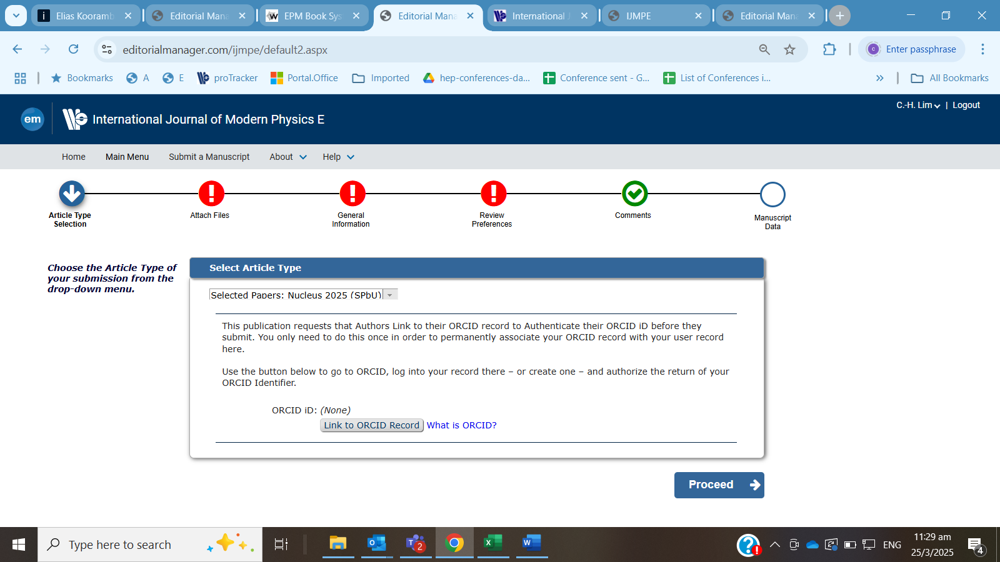 Elias Kooramb
Editorial Mana
EPM Book Sys
Editorial Mana
International J
IJMPE
Editorial Mana
editorialmanager.com/ijmpe/default2.aspx
Enter passphrase
Bookmarks
A
E
proTracker
Portal.Office
Imported
hep-conferences-da...
Conference sent - G...
List of Conferences i...
All Bookmarks
em
International Journal of Modern Physics E
C.-H. Lim | Logout
Home
Main Menu
Submit a Manuscript
About
Help
Article Type
Selection
Attach Files
General
Information
Review
Preferences
Comments
Manuscript
Data
Choose the Article Type of
your submission from the
drop-down menu.
Select Article Type
Selected Papers: Nucleus 2025 (SPbU)
This publication requests that Authors Link to their ORCID record to Authenticate their ORCID iD before they
submit. You only need to do this once in order to permanently associate your ORCID record with your user record
here.
Use the button below to go to ORCID, log into your record there – or create one – and authorize the return of your
ORCID Identifier.
ORCID iD: (None)
Link to ORCID Record What is ORCID?
Proceed
Type here to search
2
ENG
11:29 am
25/3/2025
4